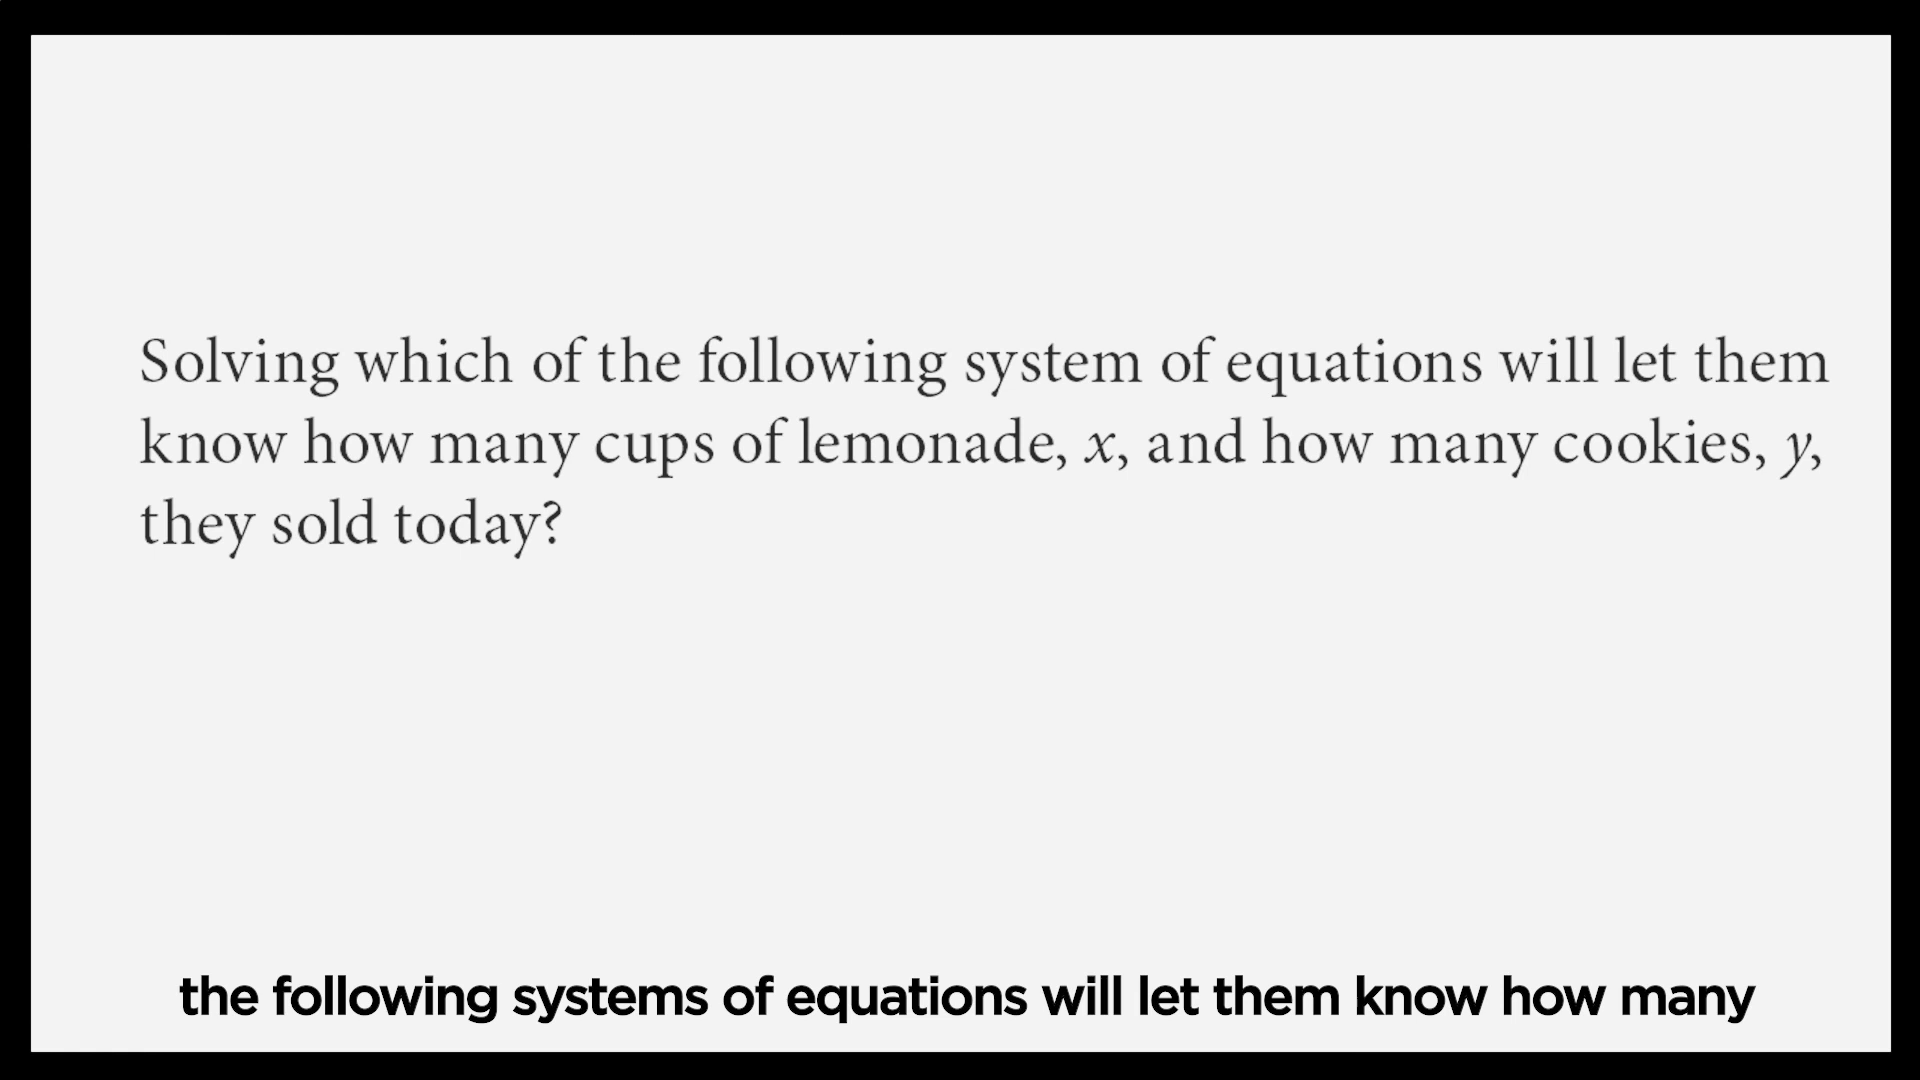 Solving which of the following system of equations will let them
know how many cups of lemonade, x, and how many cookies, y,
they sold today?
the following systems of equations will let them know how many